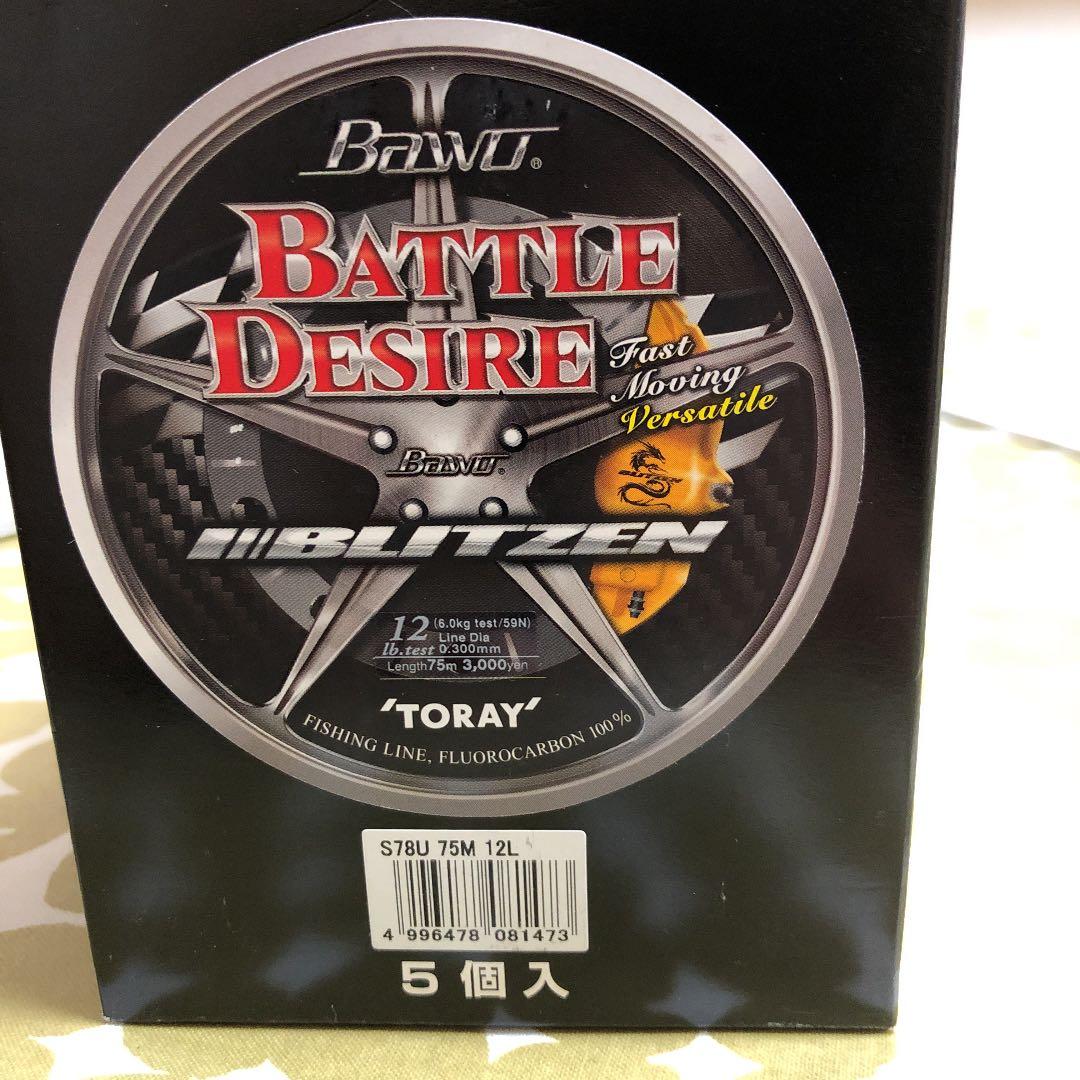 Bawo®
BATTLE
DESIRE
Fast
Moving
Versatile
Bawo®
BLITZEN
BLITZEN
12 (6.0kg test/59N)
Line Dia
lb.test 0.300mm
Length 75m 3,000yen
'TORAY'
FISHING LINE, FLUOROCARBON 100%
S78U 75M 12L
4 996478 081473
5個入